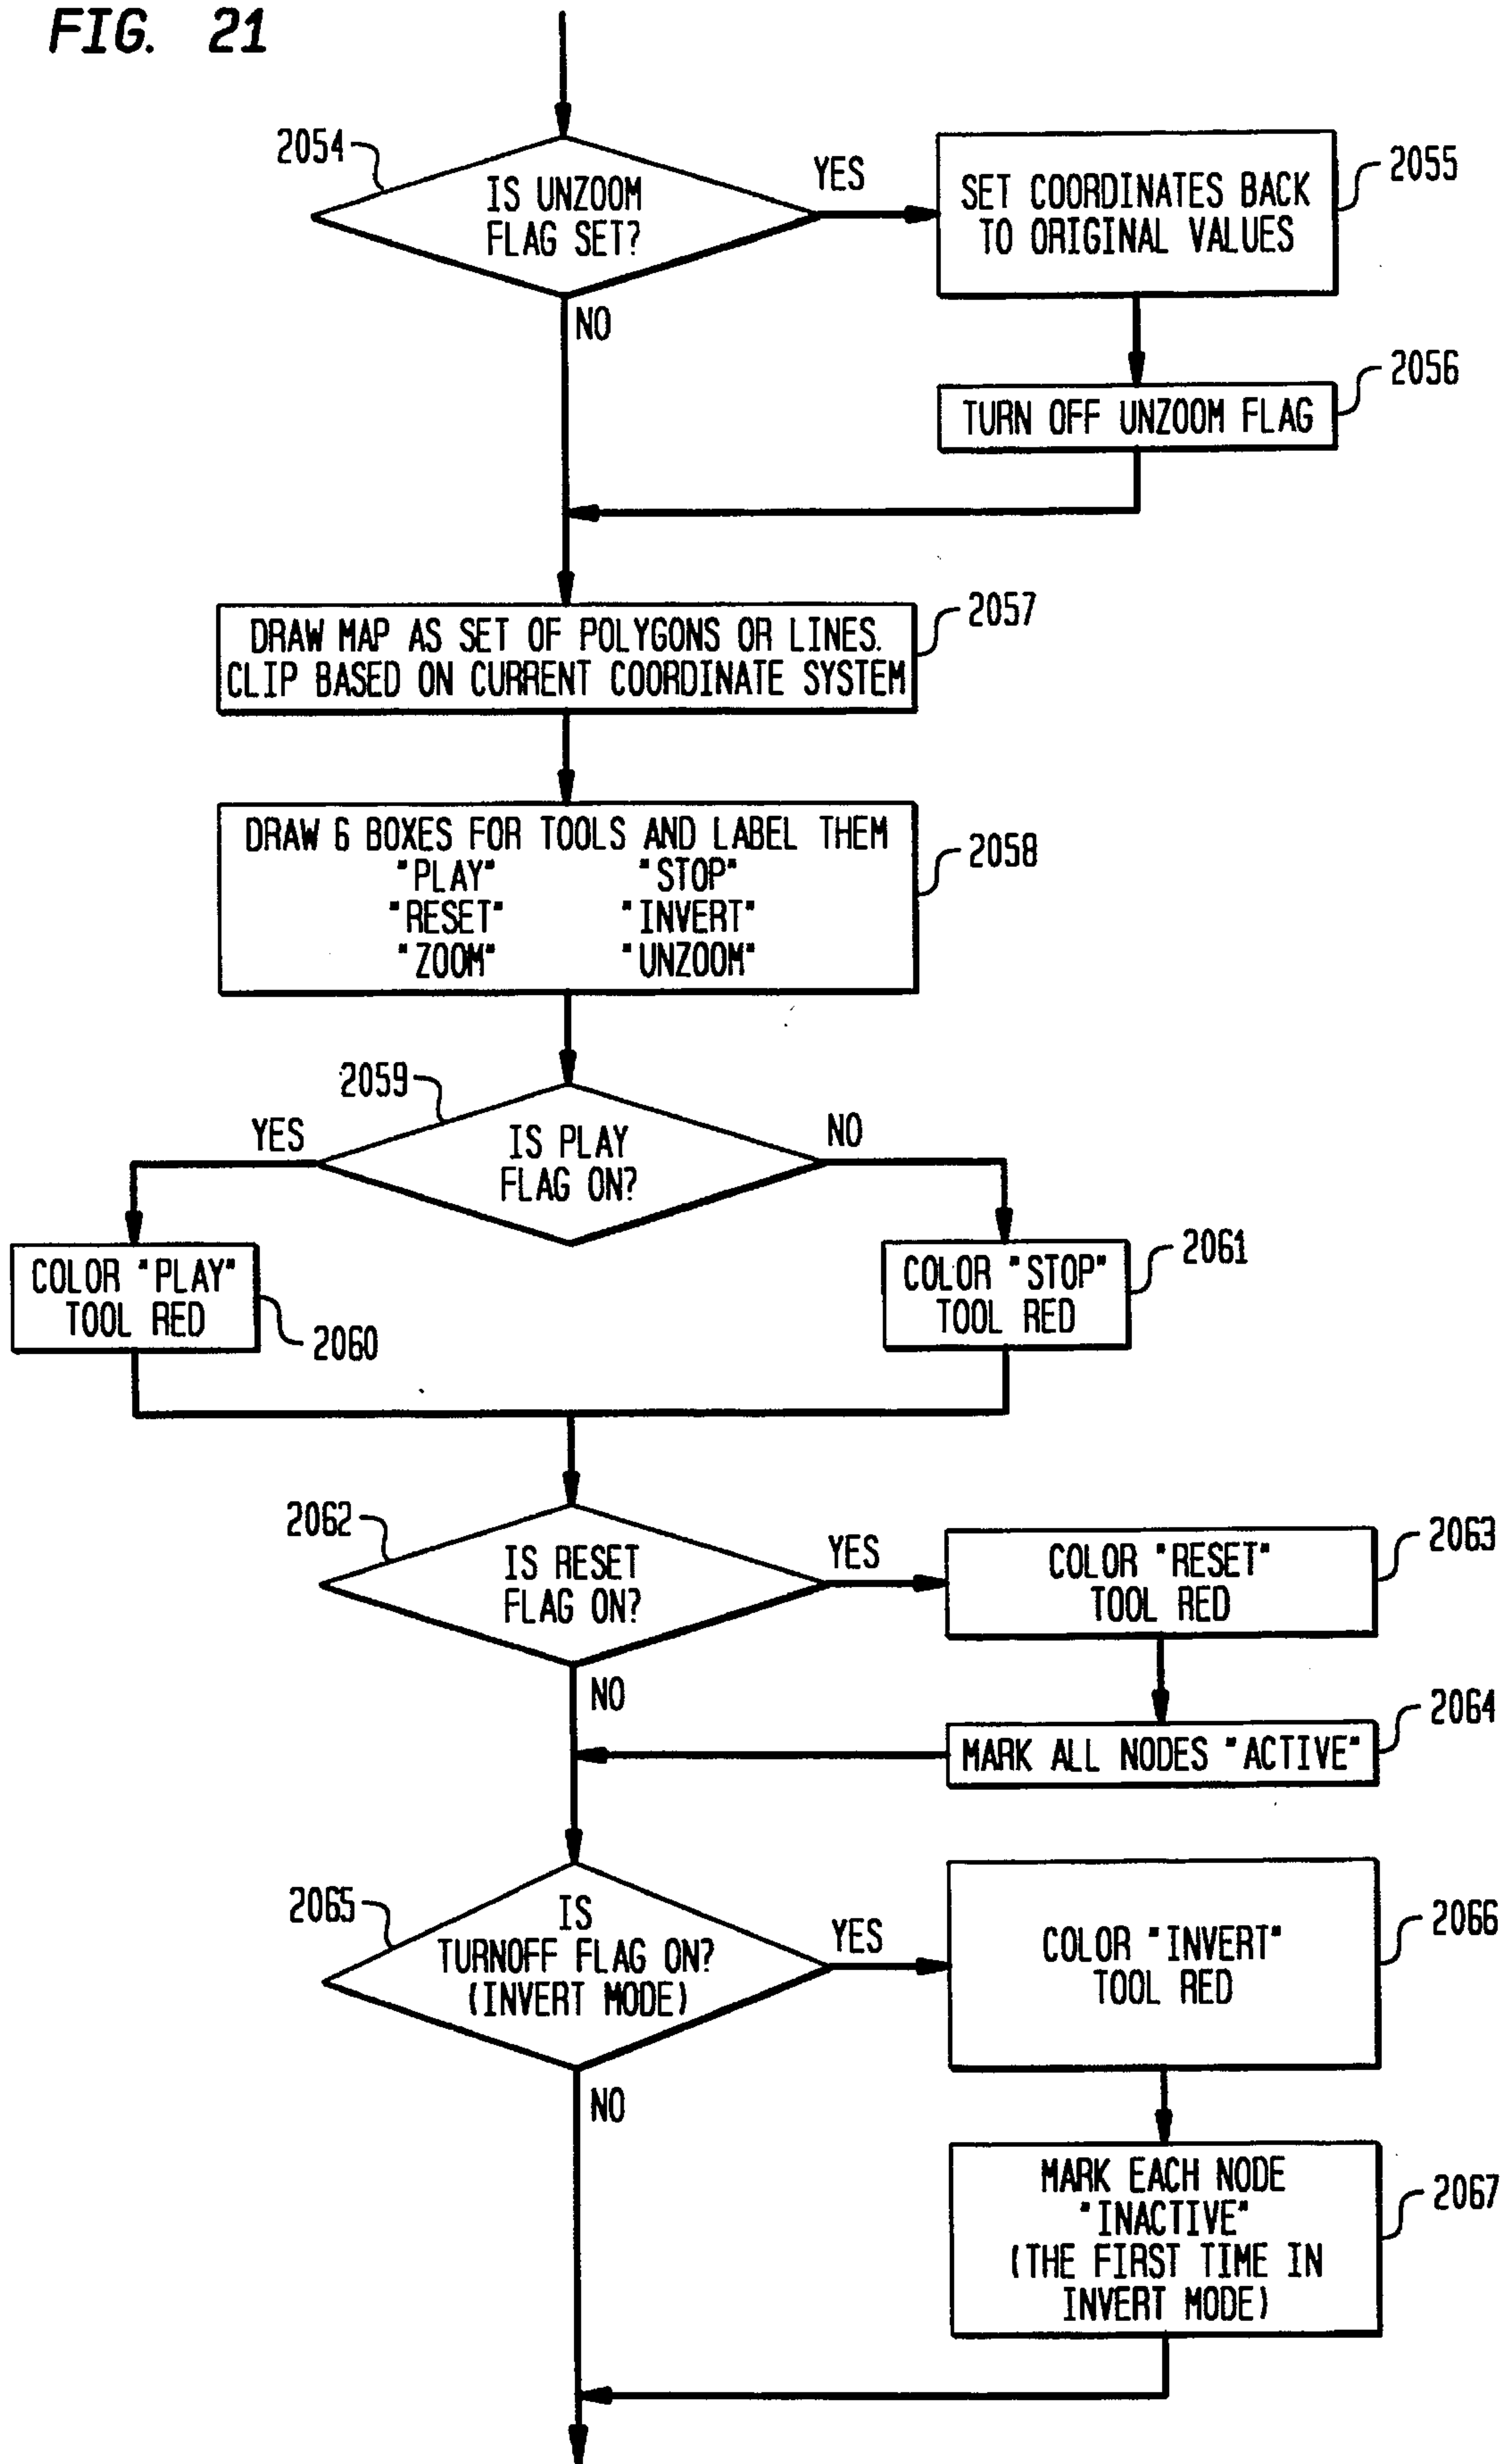 FIG. 21
2054
IS UNZOOM
FLAG SET?
YES
NO
SET COORDINATES BACK
TO ORIGINAL VALUES
2055
TURN OFF UNZOOM FLAG
2056
DRAW MAP AS SET OF POLYGONS OR LINES.
CLIP BASED ON CURRENT COORDINATE SYSTEM
2057
DRAW 6 BOXES FOR TOOLS AND LABEL THEM
"PLAY" "STOP"
"RESET" "INVERT"
"ZOOM" "UNZOOM"
2058
2059
IS PLAY
FLAG ON?
YES
NO
COLOR "PLAY"
TOOL RED
2060
COLOR "STOP"
TOOL RED
2061
2062
IS RESET
FLAG ON?
YES
NO
COLOR "RESET"
TOOL RED
2063
MARK ALL NODES "ACTIVE"
2064
2065
IS
TURNOFF FLAG ON?
(INVERT MODE)
YES
NO
COLOR "INVERT"
TOOL RED
2066
MARK EACH NODE
"INACTIVE"
(THE FIRST TIME IN
INVERT MODE)
2067